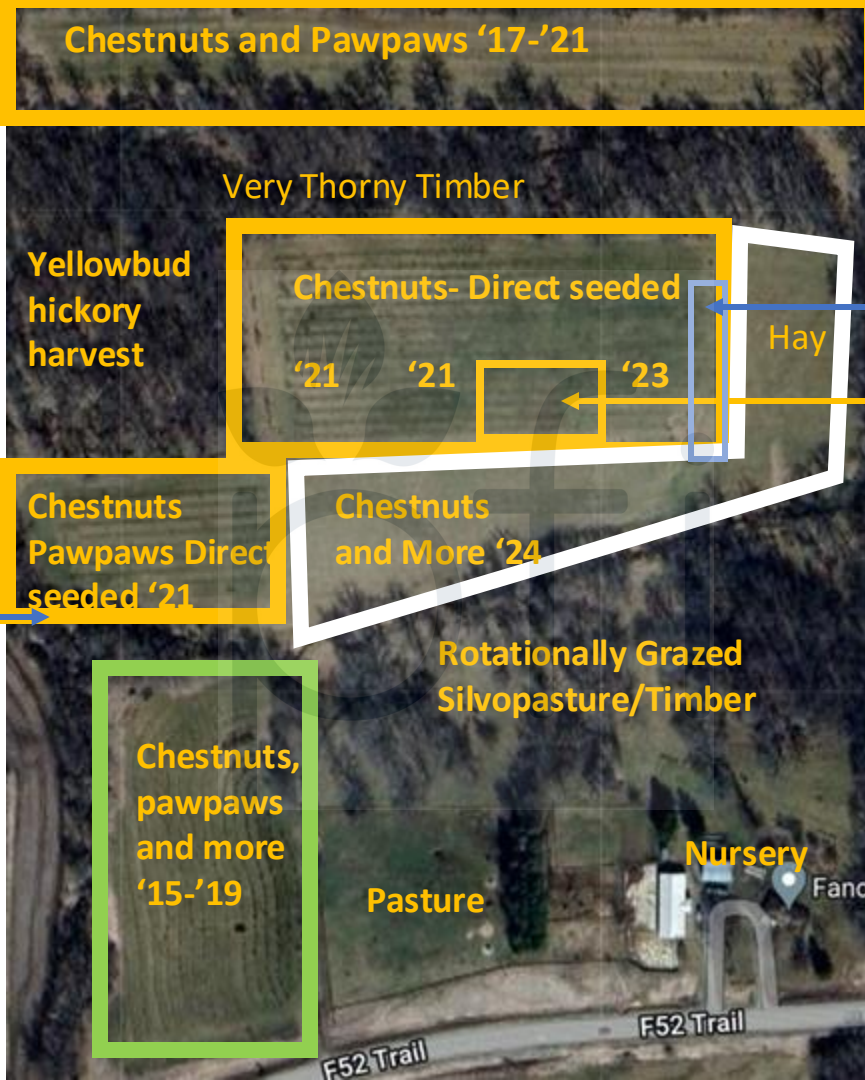 Chestnuts and Pawpaws ‘17-’21
Very Thorny Timber
Yellowbud
hickory
harvest
Chestnuts- Direct seeded
‘21 ‘21 ‘23
Hay
Chestnuts
Pawpaws Direct
seeded ‘21
Chestnuts
and More ‘24
Rotationally Grazed
Silvopasture/Timber
Chestnuts,
pawpaws
and more
‘15-’19
Pasture
Nursery
F52 Trail
F52 Trail